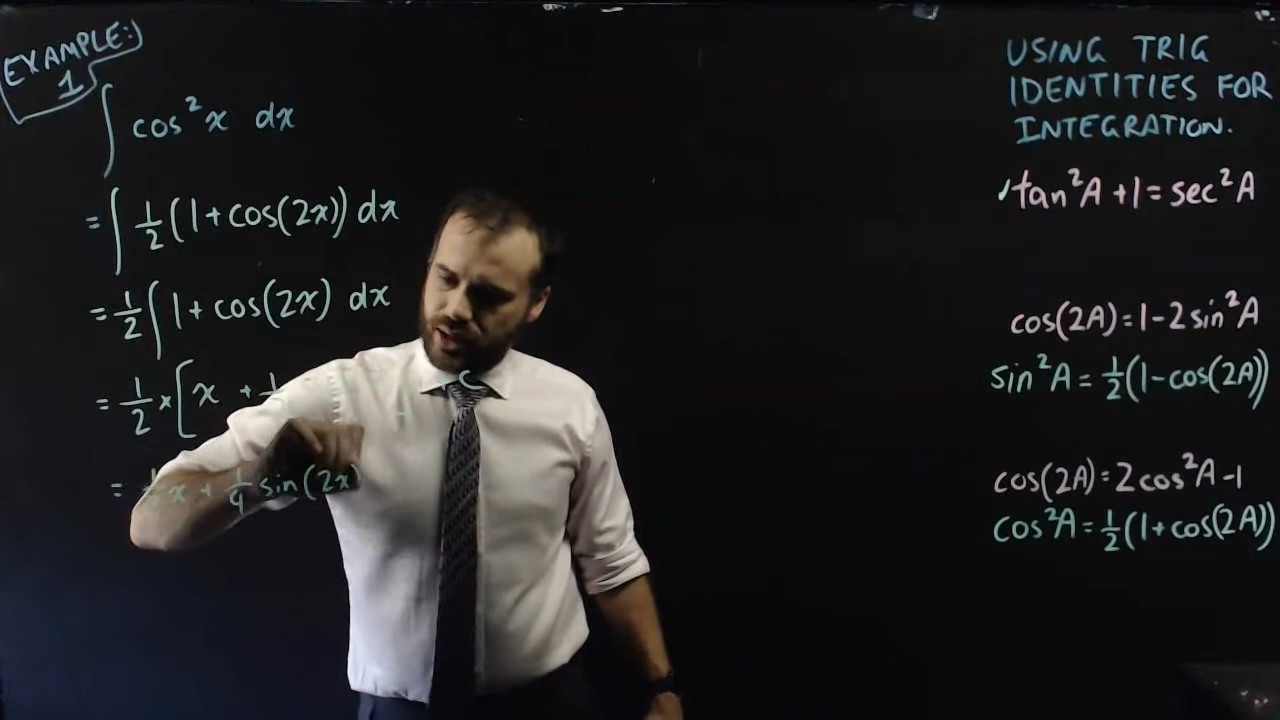 EXAMPLE:
1
∫ cos²x dx
= ∫ 1/2 (1+cos(2x)) dx
= 1/2 ∫ 1+cos(2x) dx
= 1/2 × [ x +
= x + 1/4 sin(2x)
USING TRIG
IDENTITIES FOR
INTEGRATION.
tan²A +1 = sec²A
cos(2A) = 1-2sin²A
sin²A = 1/2 (1-cos(2A))
cos(2A) = 2cos²A -1
cos²A = 1/2 (1+cos(2A))